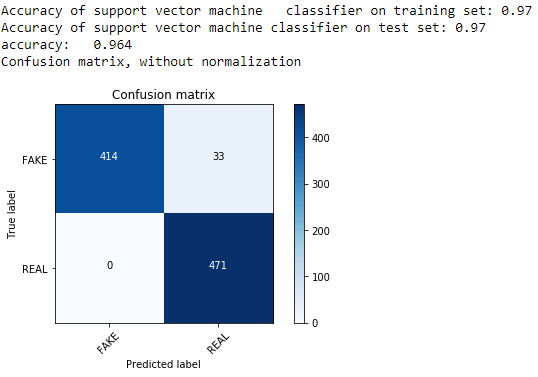 Accuracy of support vector machine   classifier on training set: 0.97
Accuracy of support vector machine classifier on test set: 0.97
accuracy:   0.964
Confusion matrix, without normalization
Confusion matrix
FAKE
414
33
REAL
0
471
True label
FAKE
REAL
Predicted label
400
300
200
100
0